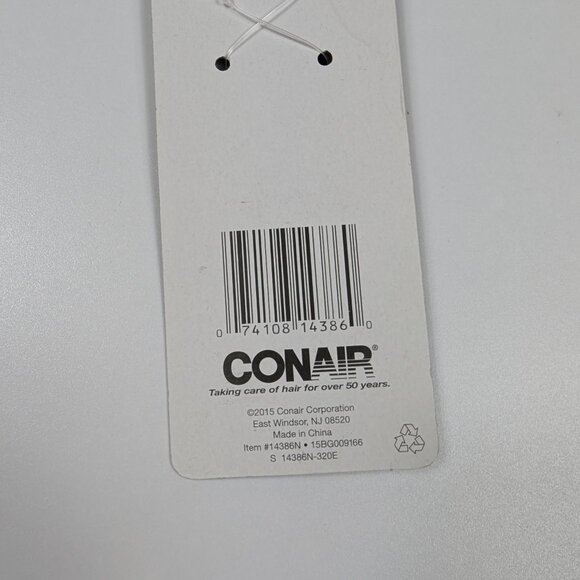 0 74108 14386 0
CONAIR®
Taking care of hair for over 50 years.
©2015 Conair Corporation
East Windsor, NJ 08520
Made in China
Item #14386N • 15BG009166
S 14386N-320E